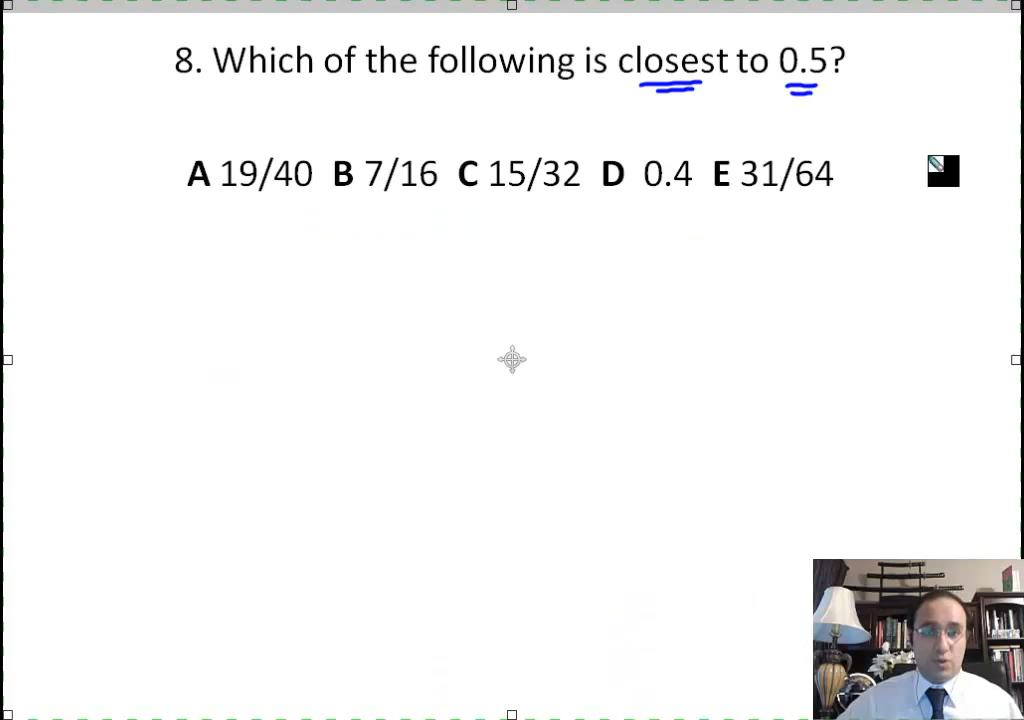 8. Which of the following is closest to 0.5?
A 19/40 B 7/16 C 15/32 D 0.4 E 31/64